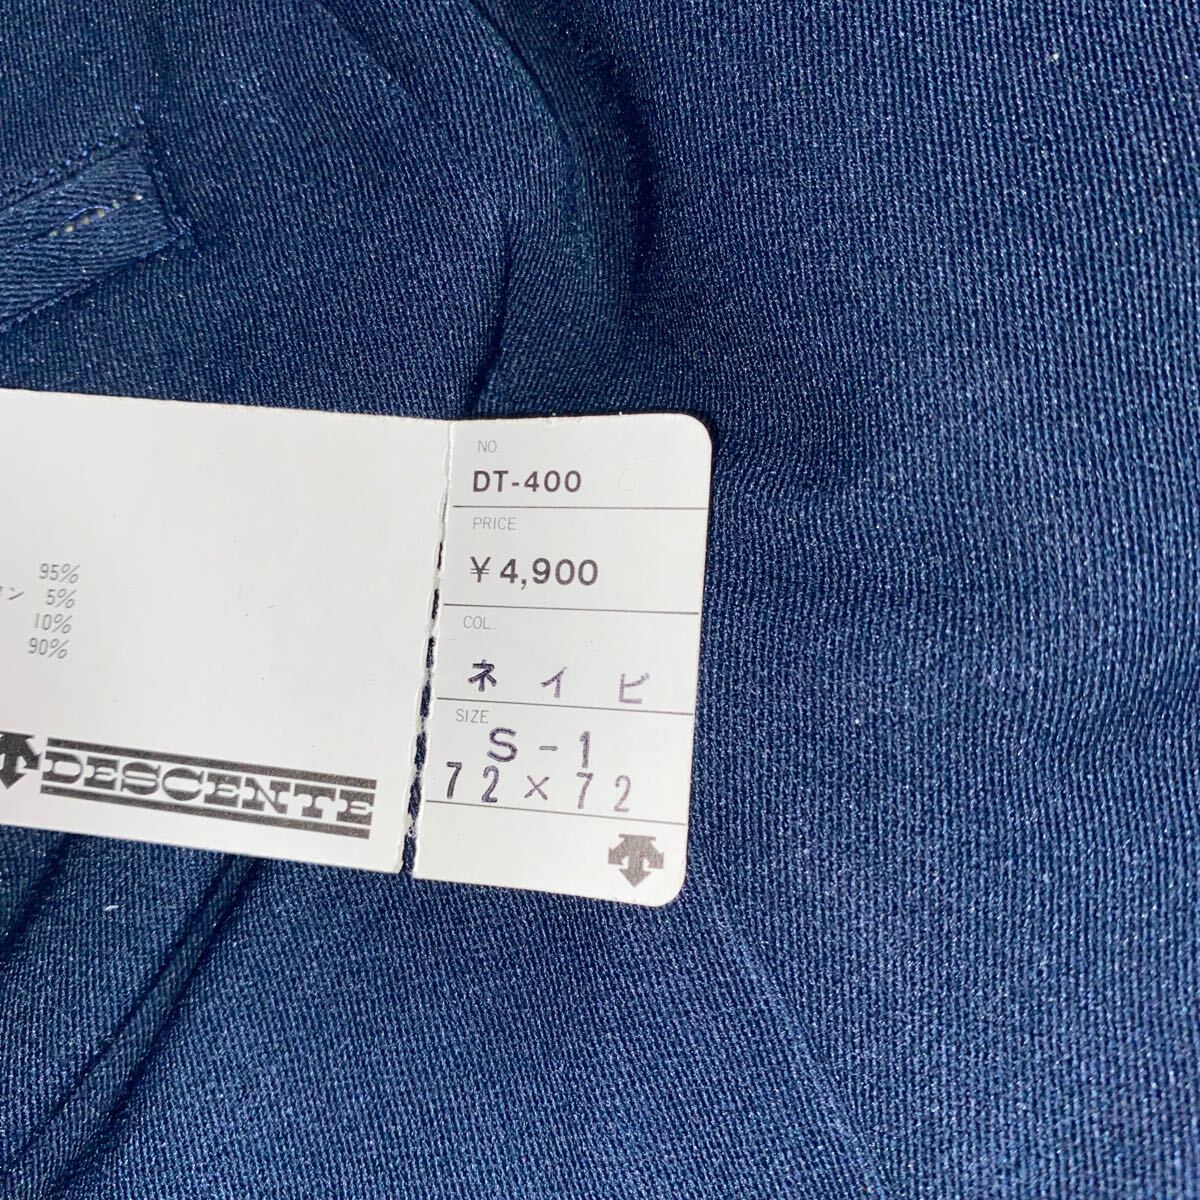 95%
ン 5%
10%
90%
DESCENTE
NO.
DT-400
PRICE
¥4,900
COL.
ネイビ
SIZE
S-1
72×72